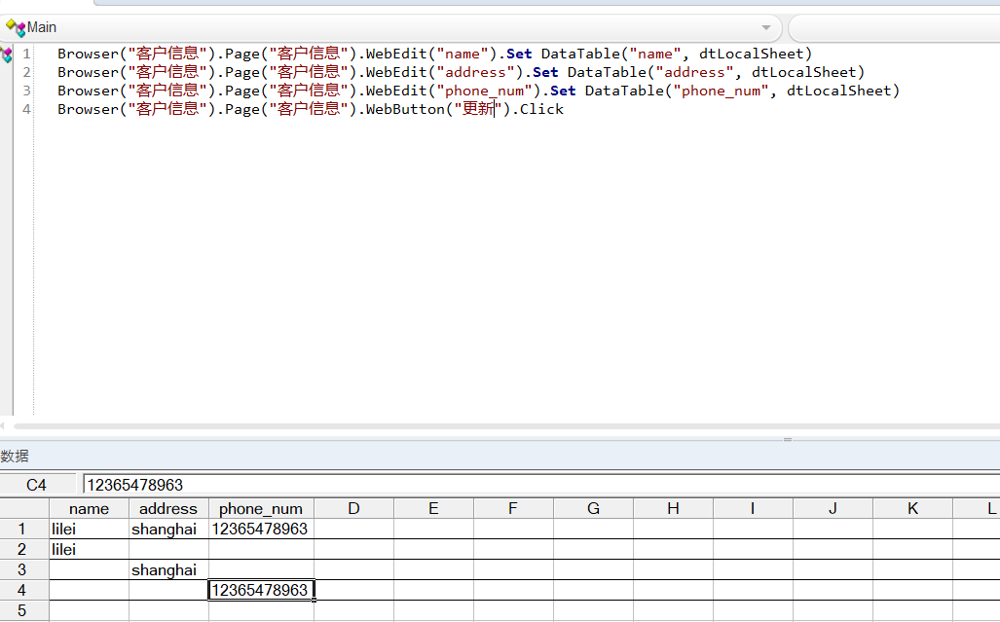 Main
1 Browser("客户信息").Page("客户信息").WebEdit("name").Set DataTable("name", dtLocalSheet)
2 Browser("客户信息").Page("客户信息").WebEdit("address").Set DataTable("address", dtLocalSheet)
3 Browser("客户信息").Page("客户信息").WebEdit("phone_num").Set DataTable("phone_num", dtLocalSheet)
4 Browser("客户信息").Page("客户信息").WebButton("更新").Click
数据
C4 12365478963
name address phone_num D E F G H I J K L
1 lilei shanghai 12365478963
2 lilei
3 shanghai
4 12365478963
5